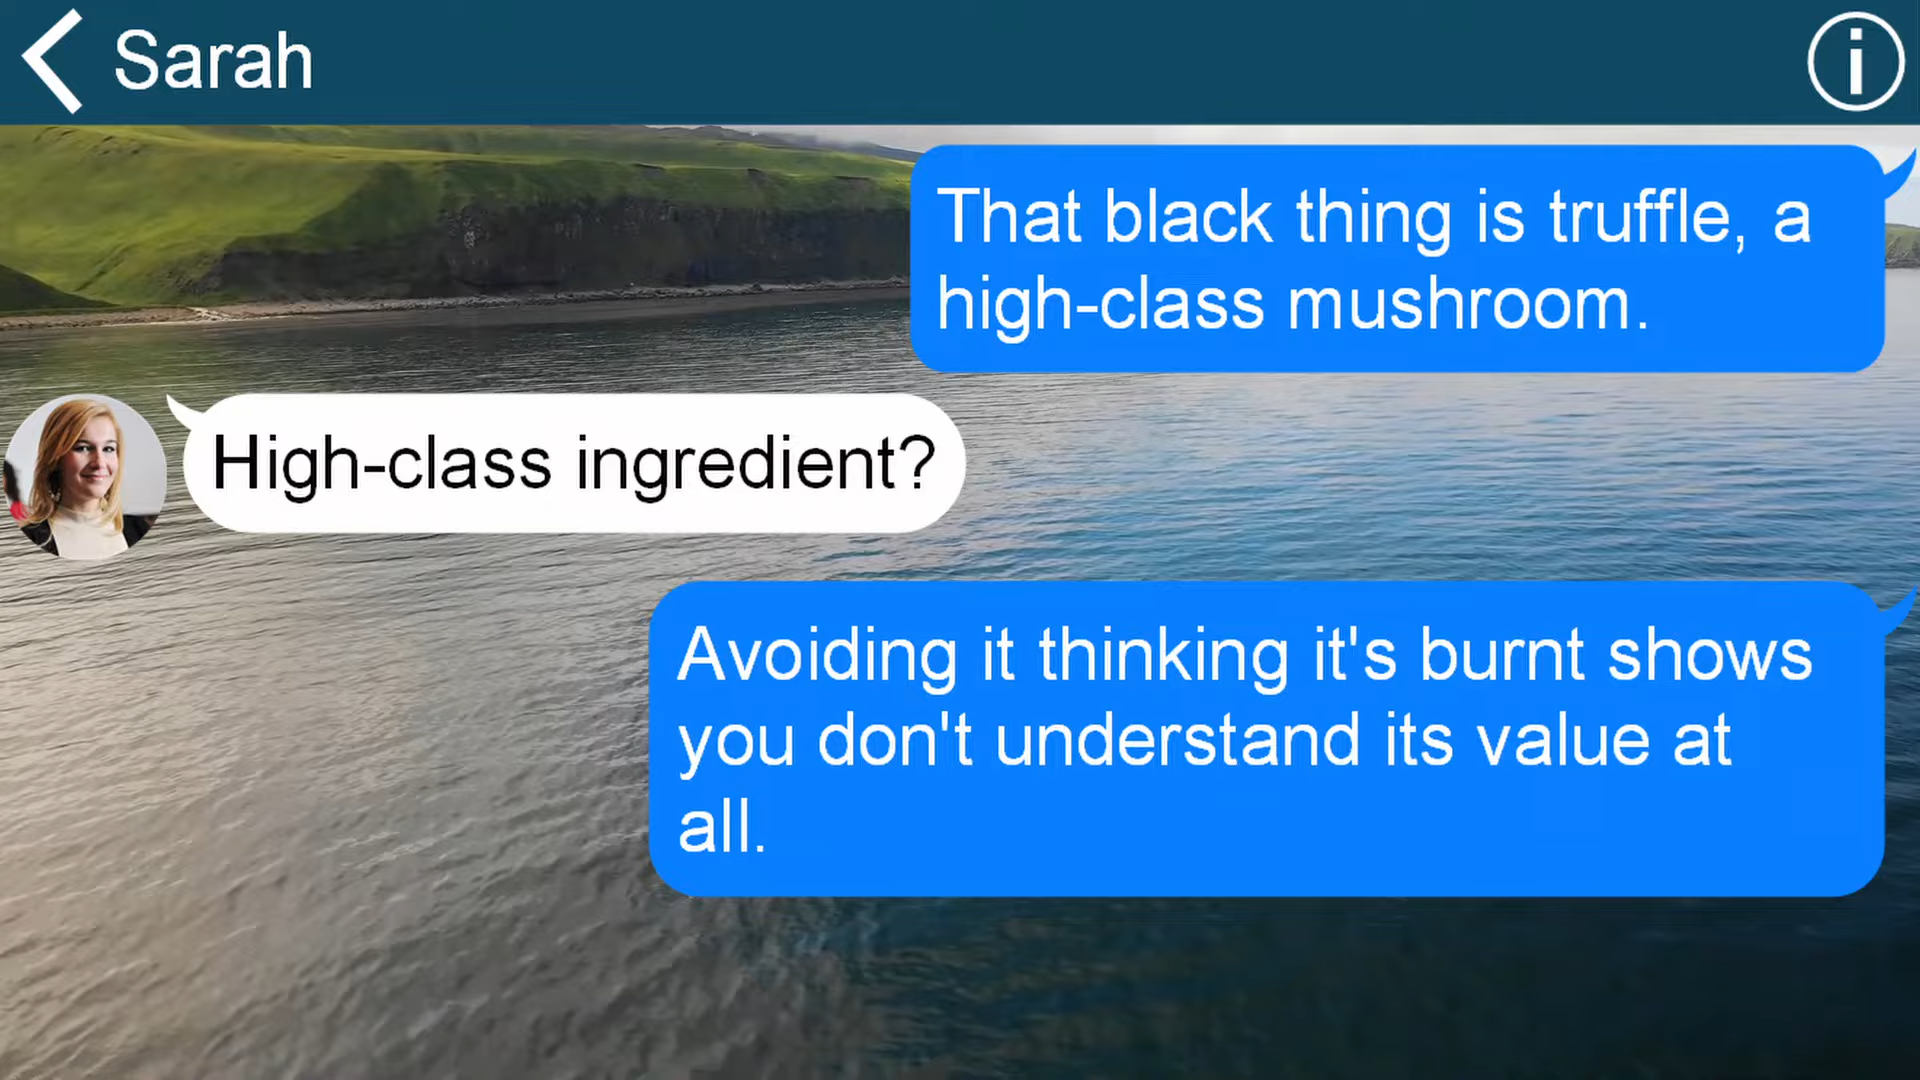 Sarah
That black thing is truffle, a
high-class mushroom.
High-class ingredient?
Avoiding it thinking it's burnt shows
you don't understand its value at
all.